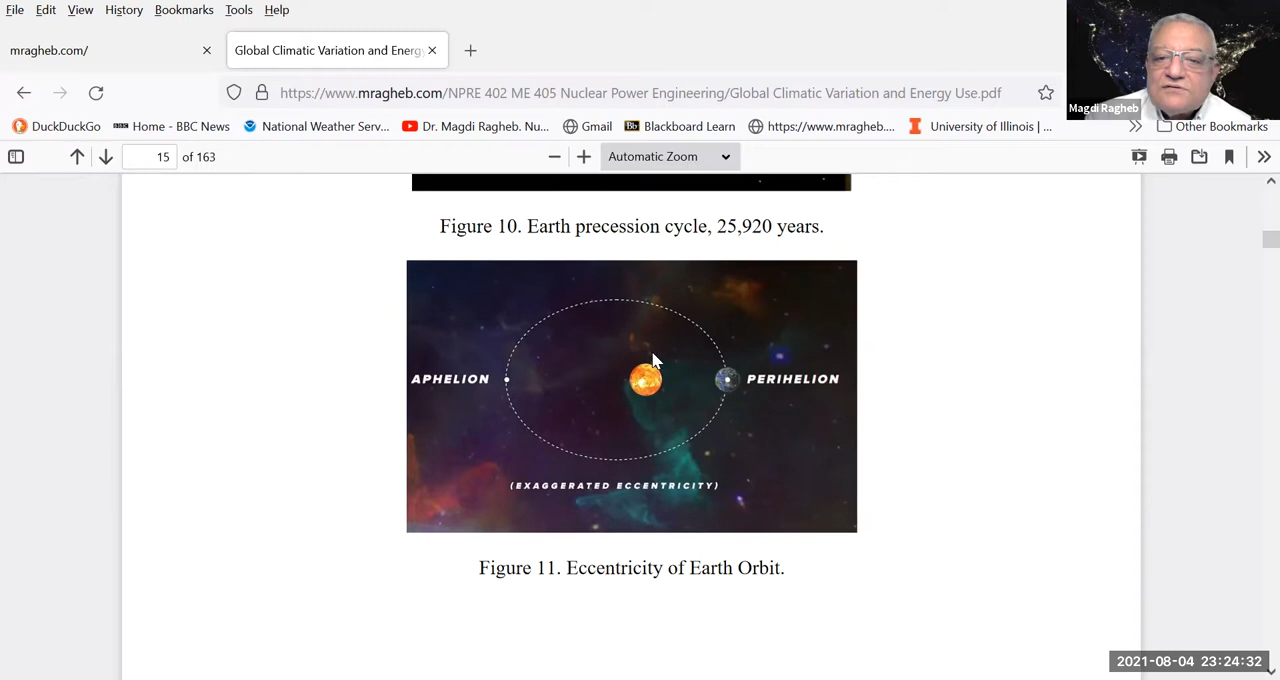 File Edit View History Bookmarks Tools Help
mragheb.com/
Global Climatic Variation and Energ
https://www.mragheb.com/NPRE 402 ME 405 Nuclear Power Engineering/Global Climatic Variation and Energy Use.pdf
Magdi Ragheb
DuckDuckGo BBC Home - BBC News National Weather Serv... Dr. Magdi Ragheb. Nu... Gmail Bb Blackboard Learn https://www.mragheb.... University of Illinois |... Other Bookmarks
15 of 163 Automatic Zoom
Figure 10. Earth precession cycle, 25,920 years.
APHELION PERIHELION
(EXAGGERATED ECCENTRICITY)
Figure 11. Eccentricity of Earth Orbit.
2021-08-04 23:24:32